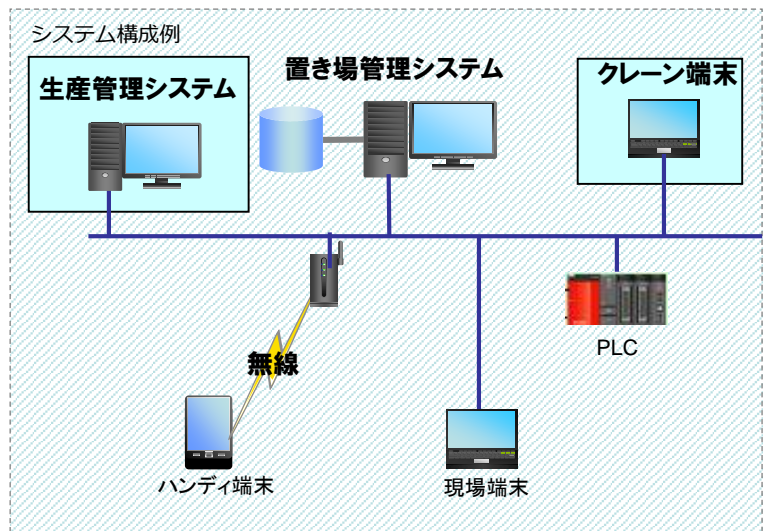 システム構成例
生産管理システム
置き場管理システム
クレーン端末
無線
PLC
ハンディ端末
現場端末